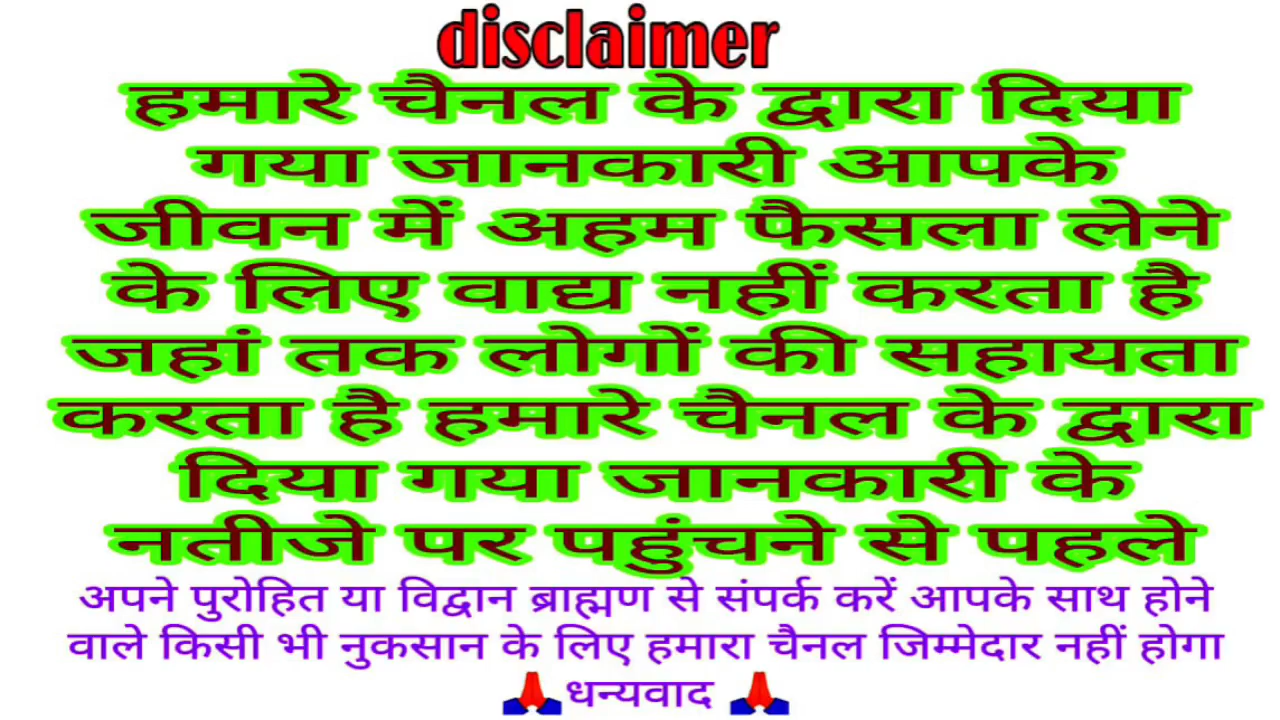 disclaimer
हमारे चैनल के द्वारा दिया
गया जानकारी आपके
जीवन में अहम फैसला लेने
के लिए वाद्य नहीं करता है
जहां तक लोगों की सहायता
करता है हमारे चैनल के द्वारा
दिया गया जानकारी के
नतीजे पर पहुंचने से पहले
अपने पुरोहित या विद्वान ब्राह्मण से संपर्क करें आपके साथ होने
वाले किसी भी नुकसान के लिए हमारा चैनल जिम्मेदार नहीं होगा
🙏धन्यवाद 🙏